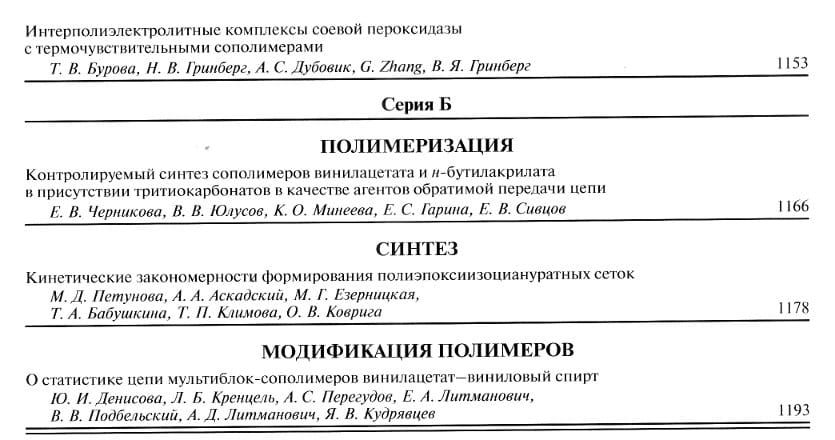 Интерполиэлектролитные комплексы соевой пероксидазы
с термочувствительными сополимерами
Т. В. Бурова, Н. В. Гринберг, А. С. Дубовик, G. Zhang, В. Я. Гринберг 1153
Серия Б
ПОЛИМЕРИЗАЦИЯ
Контролируемый синтез сополимеров винилацетата и н-бутилакрилата
в присутствии тритиокарбонатов в качестве агентов обратимой передачи цепи
Е. В. Черникова, В. В. Юлусов, К. О. Минеева, Е. С. Гарина, Е. В. Сивцов 1166
СИНТЕЗ
Кинетические закономерности формирования полиэпоксиизоциануратных сеток
М. Д. Петунова, А. А. Аскадский, М. Г. Езерницкая,
Т. А. Бабушкина, Т. П. Климова, О. В. Коврига 1178
МОДИФИКАЦИЯ ПОЛИМЕРОВ
О статистике цепи мультиблок-сополимеров винилацетат–виниловый спирт
Ю. И. Денисова, Л. Б. Кренцель, А. С. Перегудов, Е. А. Литманович,
В. В. Подбельский, А. Д. Литманович, Я. В. Кудрявцев 1193